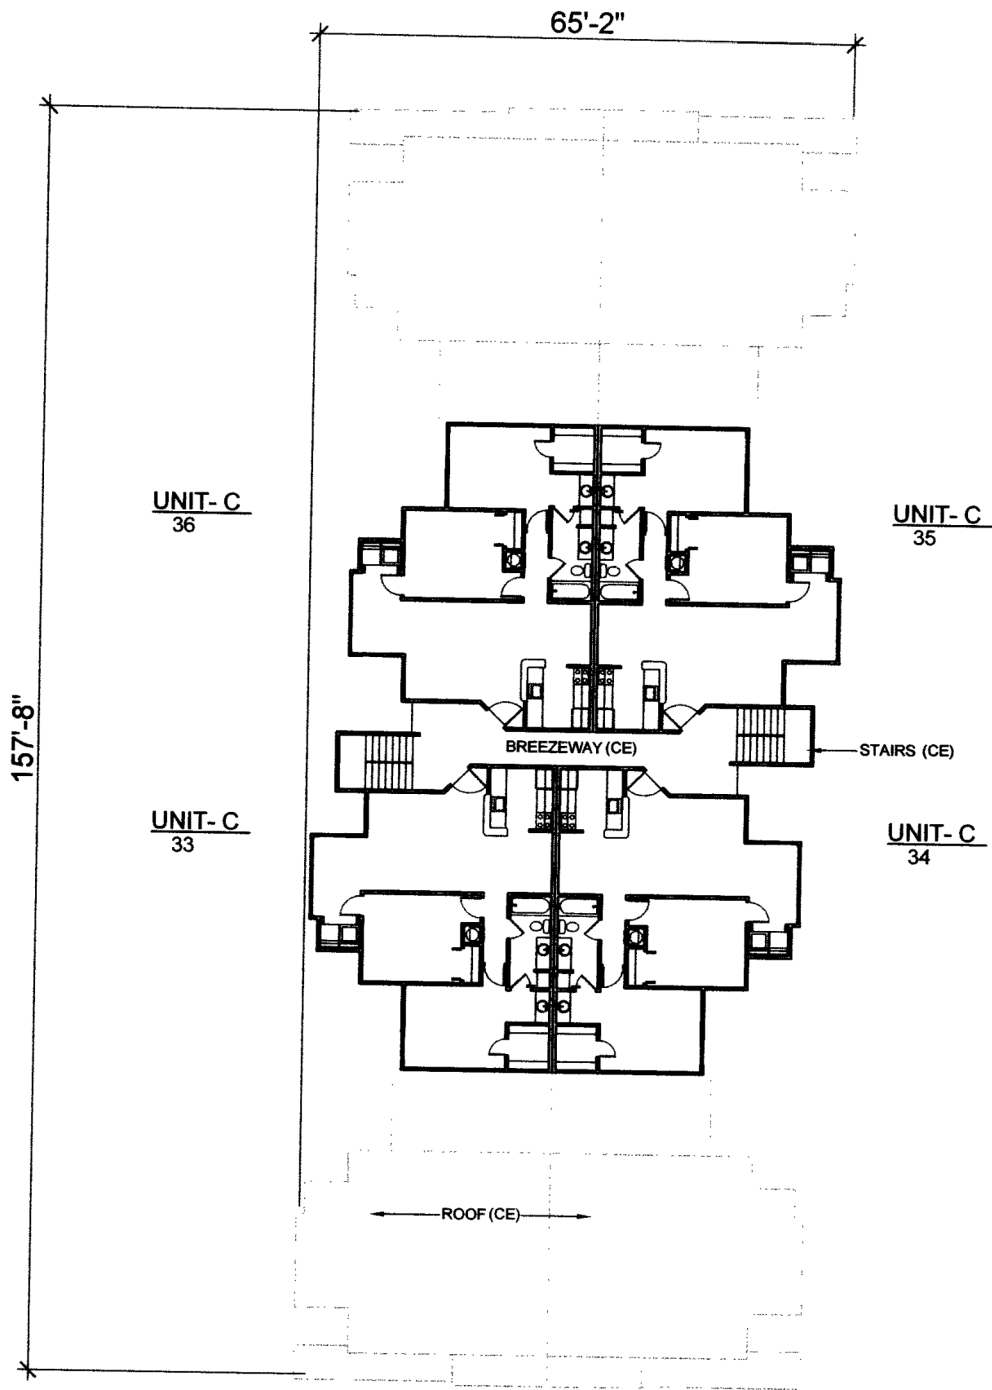 65'-2"
157'-8"
UNIT- C
36
UNIT- C
35
BREEZEWAY (CE)
STAIRS (CE)
UNIT- C
33
UNIT- C
34
ROOF (CE)